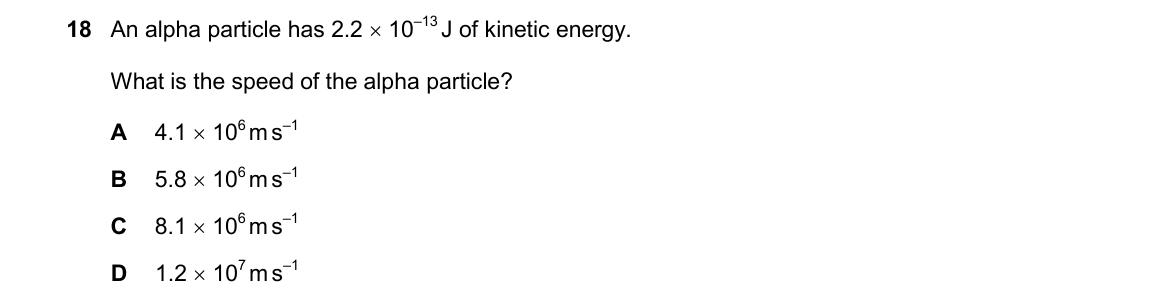 18 An alpha particle has 2.2 × 10⁻¹³ J of kinetic energy.
What is the speed of the alpha particle?
A 4.1 × 10⁶ m s⁻¹
B 5.8 × 10⁶ m s⁻¹
C 8.1 × 10⁶ m s⁻¹
D 1.2 × 10⁷ m s⁻¹